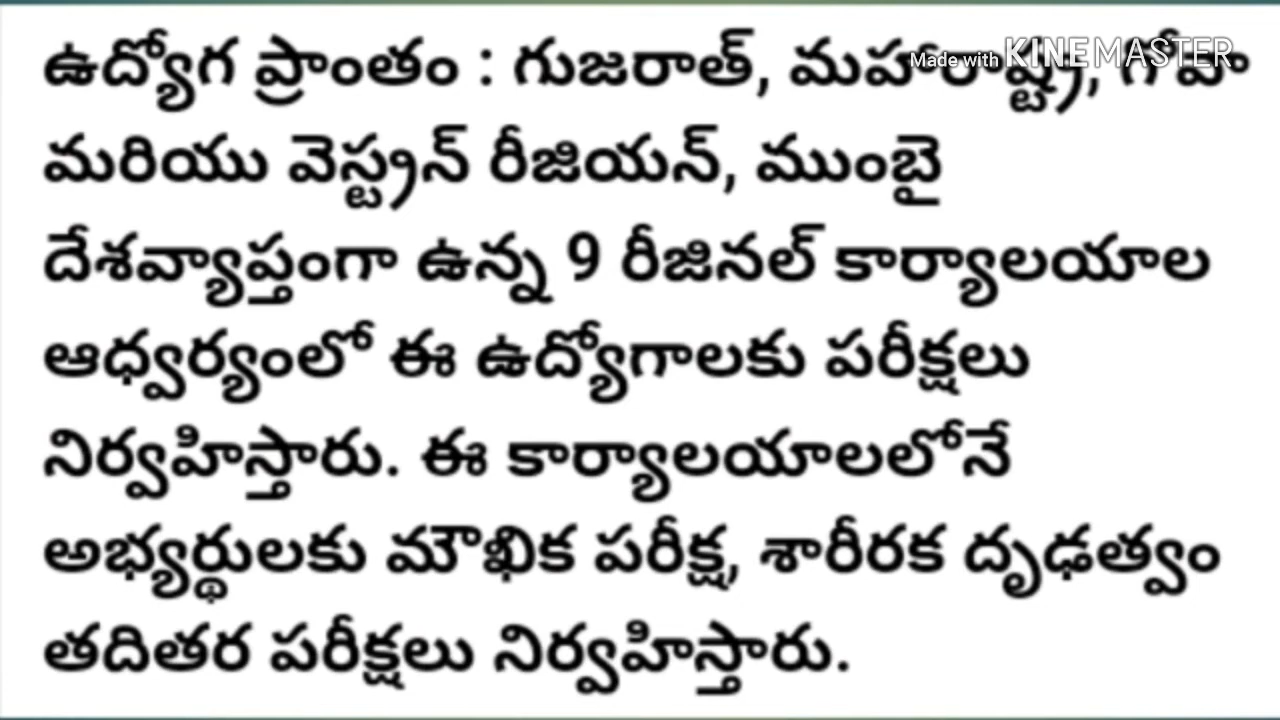 ఉద్యోగ ప్రాంతం : గుజరాత్, మహారాష్ట్ర, గోవా
Made with KINEMASTER
మరియు వెస్ట్రన్ రీజియన్, ముంబై
దేశవ్యాప్తంగా ఉన్న 9 రీజినల్ కార్యాలయాల
ఆధ్వర్యంలో ఈ ఉద్యోగాలకు పరీక్షలు
నిర్వహిస్తారు. ఈ కార్యాలయాలలోనే
అభ్యర్థులకు మౌఖిక పరీక్ష, శారీరక దృఢత్వం
తదితర పరీక్షలు నిర్వహిస్తారు.